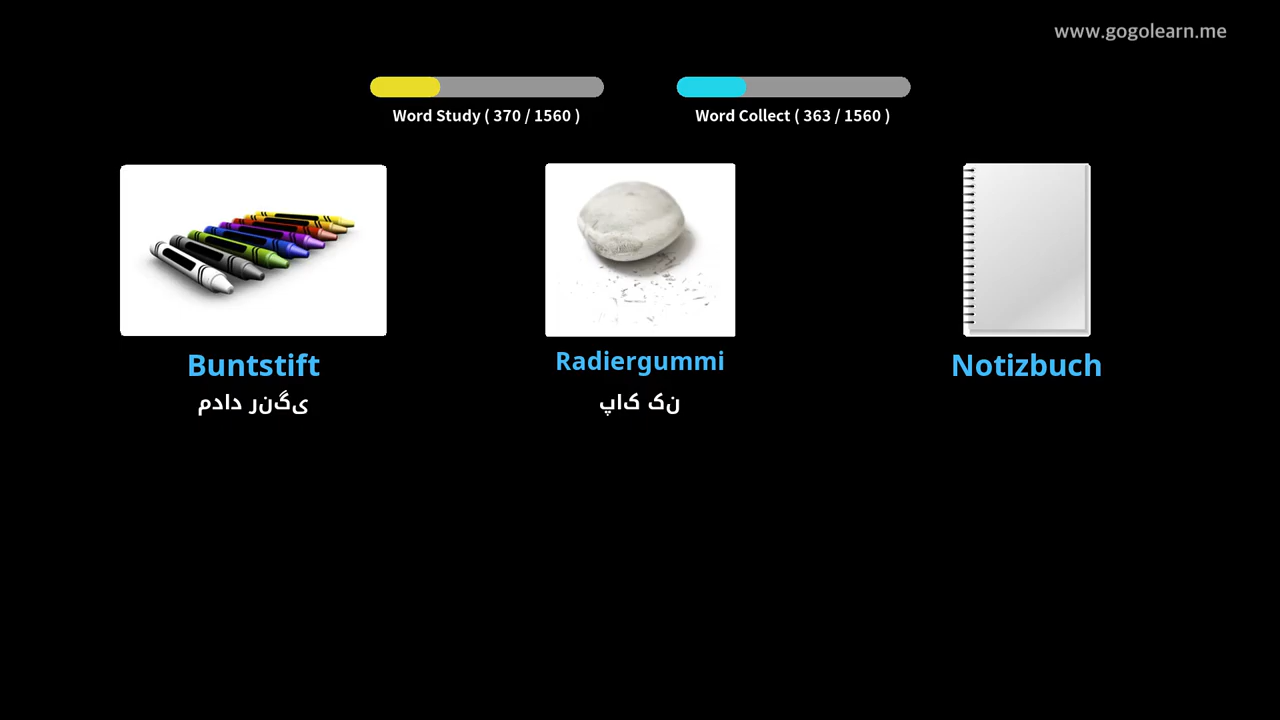 www.gogolearn.me
Word Study ( 370 / 1560 )
Word Collect ( 363 / 1560 )
Buntstift
Radiergummi
Notizbuch
مداد رنگی
پاک کن